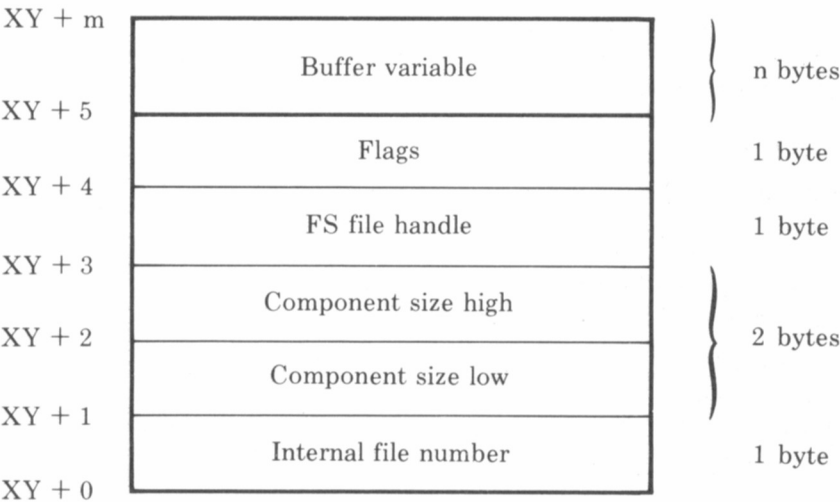 XY + m
Buffer variable
n bytes
XY + 5
Flags
1 byte
XY + 4
FS file handle
1 byte
XY + 3
Component size high
XY + 2
2 bytes
Component size low
XY + 1
Internal file number
1 byte
XY + 0